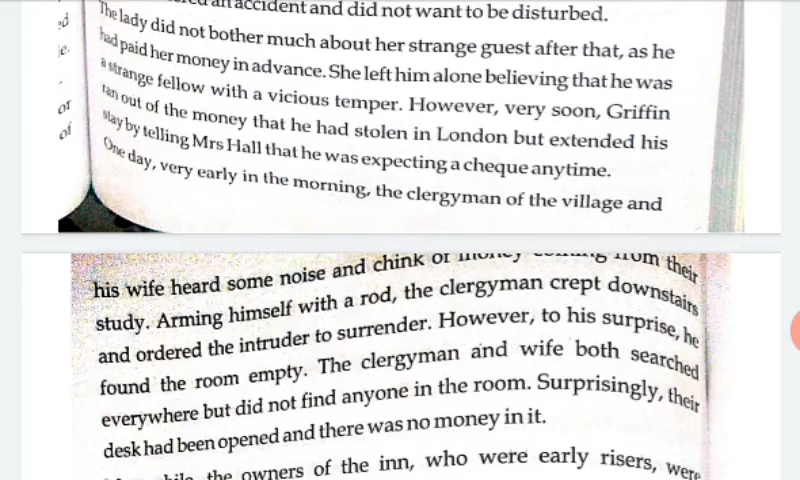 an accident and did not want to be disturbed.
The lady did not bother much about her strange guest after that, as he
had paid her money in advance. She left him alone believing that he was
a strange fellow with a vicious temper. However, very soon, Griffin
ran out of the money that he had stolen in London but extended his
stay by telling Mrs Hall that he was expecting a cheque anytime.
One day, very early in the morning, the clergyman of the village and
his wife heard some noise and chink of money from their
study. Arming himself with a rod, the clergyman crept downstairs
and ordered the intruder to surrender. However, to his surprise, he
found the room empty. The clergyman and wife both searched
everywhere but did not find anyone in the room. Surprisingly, their
desk had been opened and there was no money in it.
the owners of the inn, who were early risers, were